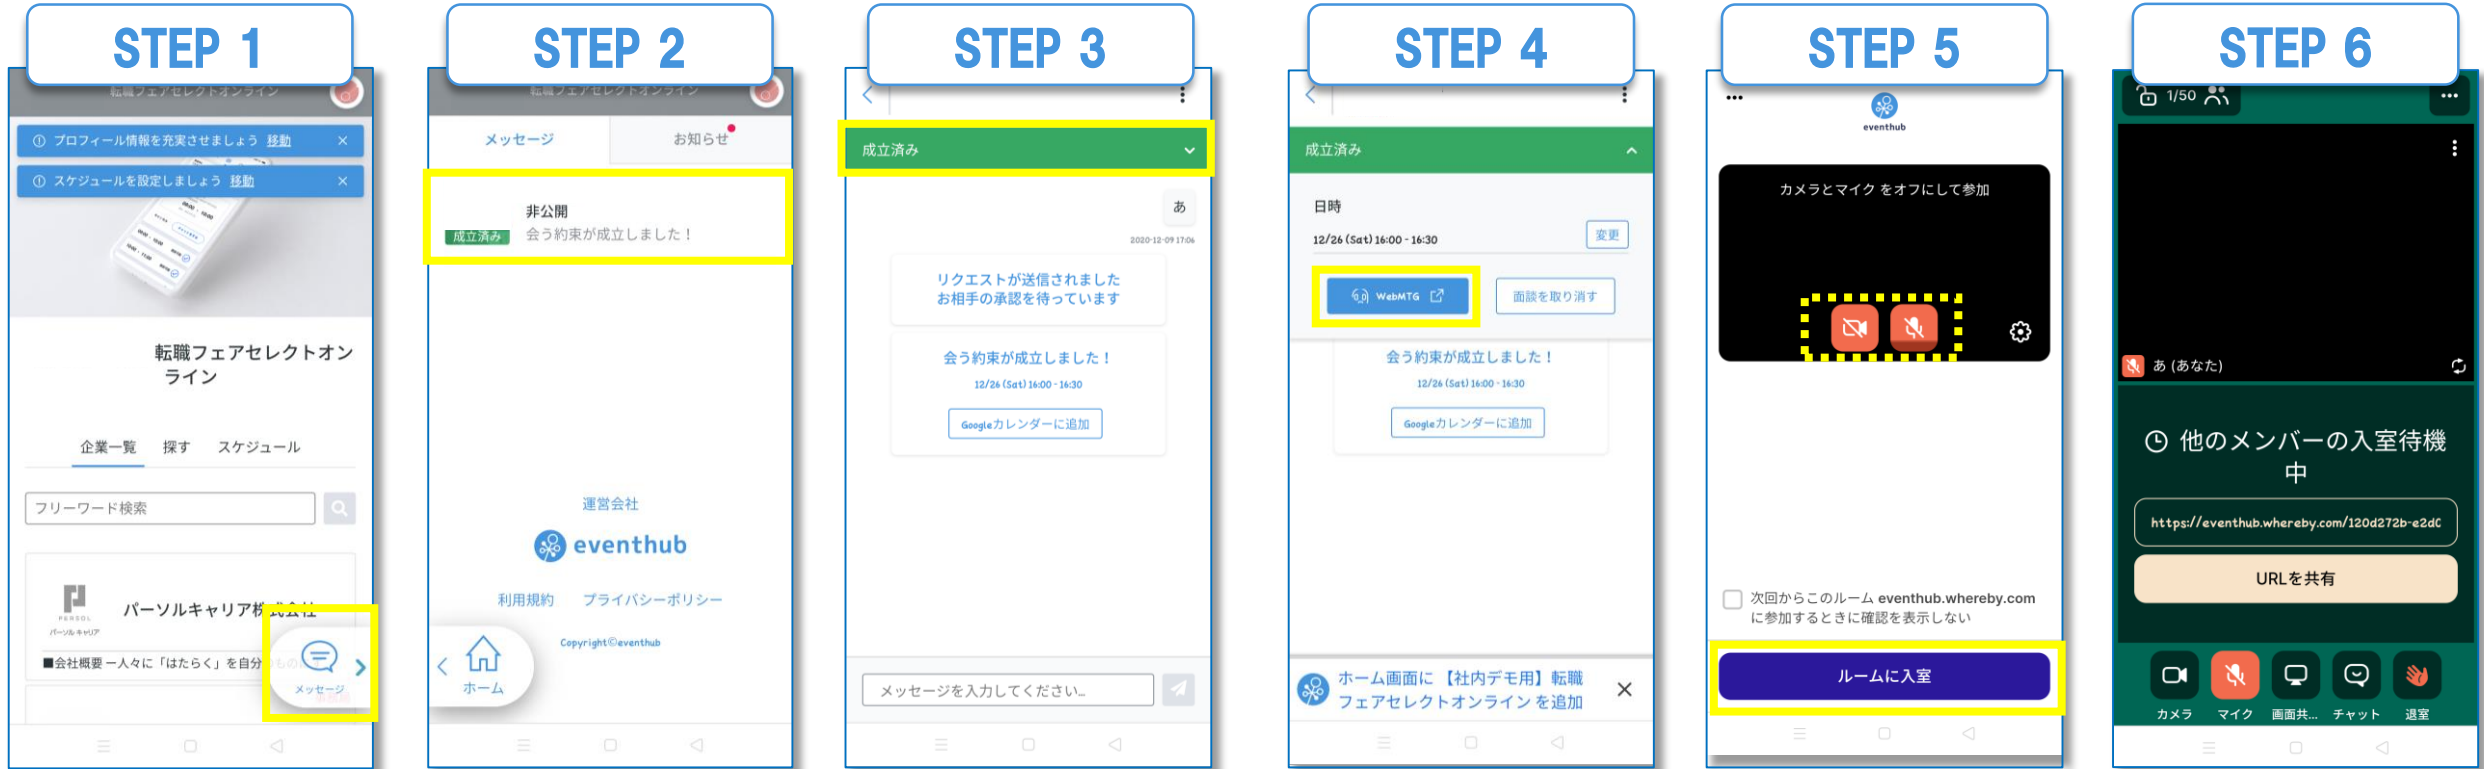 STEP 1
転職フェアセレクトオンライン
プロフィール情報を充実させましょう 移動 ×
スケジュールを設定しましょう 移動 ×
転職フェアセレクトオン
ライン
企業一覧 探す スケジュール
フリーワード検索
PERSOL
パーソルキャリア
パーソルキャリア株式会社
■会社概要 ー人々に「はたらく」を自分
メッセージ
STEP 2
転職フェアセレクトオンライン
メッセージ お知らせ
非公開
成立済み 会う約束が成立しました！
運営会社
eventhub
利用規約 プライバシーポリシー
Copyright©eventhub
ホーム
STEP 3
成立済み
あ
2020-12-09 17:06
リクエストが送信されました
お相手の承認を待っています
会う約束が成立しました！
12/26 (Sat) 16:00 - 16:30
Googleカレンダーに追加
メッセージを入力してください...
STEP 4
成立済み
日時
12/26 (Sat) 16:00 - 16:30 変更
WebMTG 面談を取り消す
会う約束が成立しました！
12/26 (Sat) 16:00 - 16:30
Googleカレンダーに追加
ホーム画面に【社内デモ用】転職
フェアセレクトオンライン を追加 ×
STEP 5
eventhub
カメラとマイク をオフにして参加
次回からこのルーム eventhub.whereby.com
に参加するときに確認を表示しない
ルームに入室
STEP 6
1/50
あ (あなた)
他のメンバーの入室待機
中
https://eventhub.whereby.com/120d272b-e2d0
URLを共有
カメラ マイク 画面共... チャット 退室